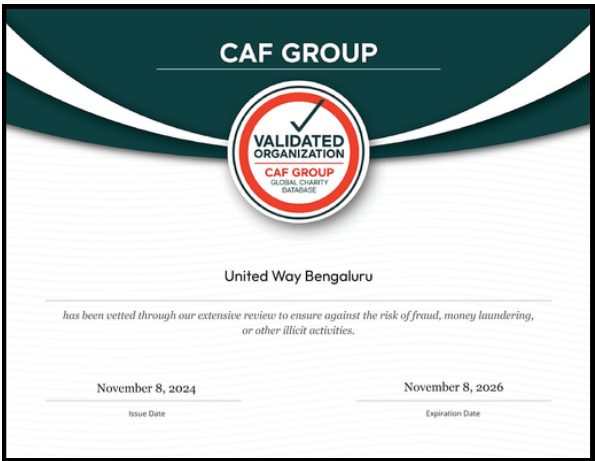 CAF GROUP
VALIDATED
ORGANIZATION
CAF GROUP
GLOBAL CHARITY
DATABASE
United Way Bengaluru
has been vetted through our extensive review to ensure against the risk of fraud, money laundering,
or other illicit activities.
November 8, 2024
Issue Date
November 8, 2026
Expiration Date